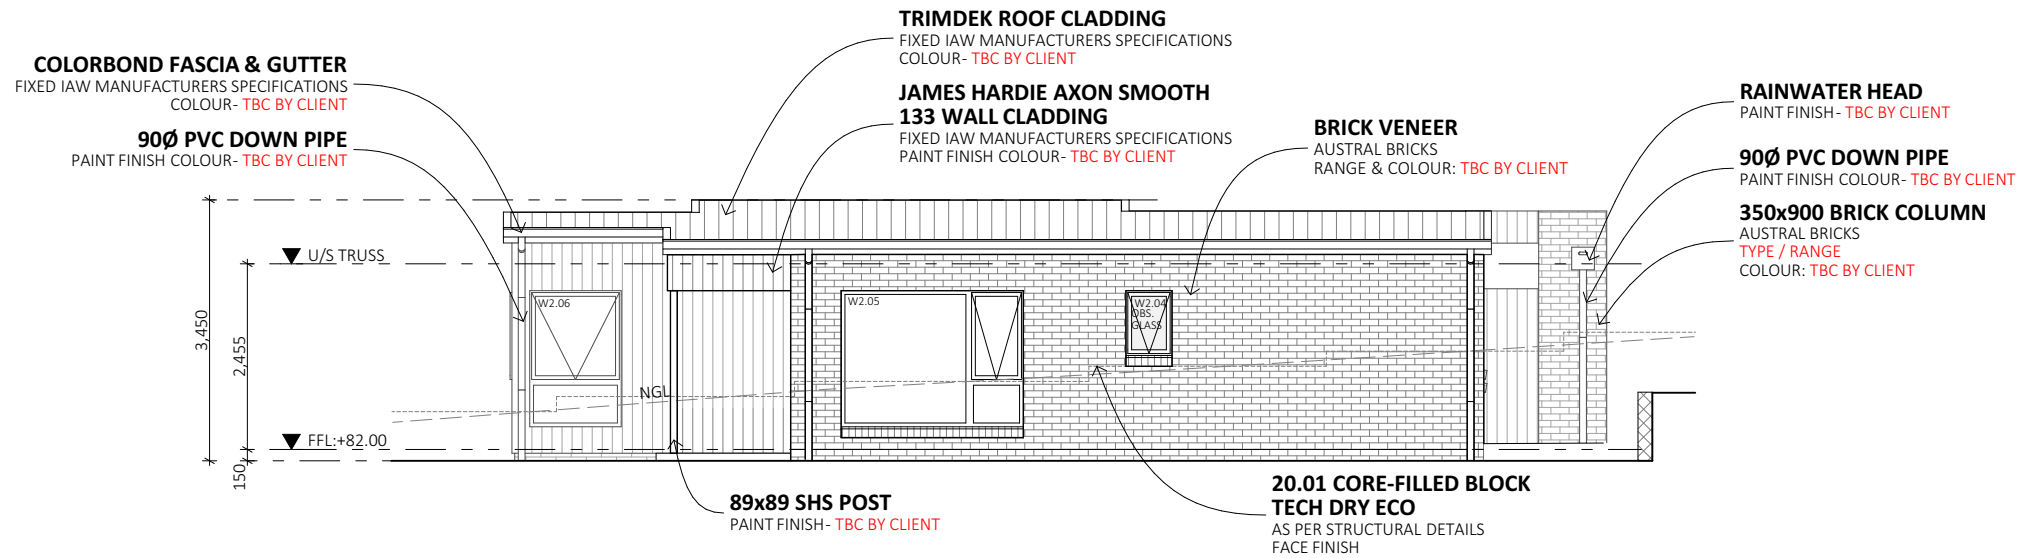 TRIMDEK ROOF CLADDING
FIXED IAW MANUFACTURERS SPECIFICATIONS
COLOUR- TBC BY CLIENT
COLORBOND FASCIA & GUTTER
FIXED IAW MANUFACTURERS SPECIFICATIONS
COLOUR- TBC BY CLIENT
90Ø PVC DOWN PIPE
PAINT FINISH COLOUR- TBC BY CLIENT
JAMES HARDIE AXON SMOOTH
133 WALL CLADDING
FIXED IAW MANUFACTURERS SPECIFICATIONS
PAINT FINISH COLOUR- TBC BY CLIENT
BRICK VENEER
AUSTRAL BRICKS
RANGE & COLOUR: TBC BY CLIENT
RAINWATER HEAD
PAINT FINISH- TBC BY CLIENT
90Ø PVC DOWN PIPE
PAINT FINISH COLOUR- TBC BY CLIENT
350x900 BRICK COLUMN
AUSTRAL BRICKS
TYPE / RANGE
COLOUR: TBC BY CLIENT
U/S TRUSS
W2.06
W2.05
W2.04
OBS.
GLASS
3,450
2,455
NGL
FFL:+82.00
150
89x89 SHS POST
PAINT FINISH- TBC BY CLIENT
20.01 CORE-FILLED BLOCK
TECH DRY ECO
AS PER STRUCTURAL DETAILS
FACE FINISH